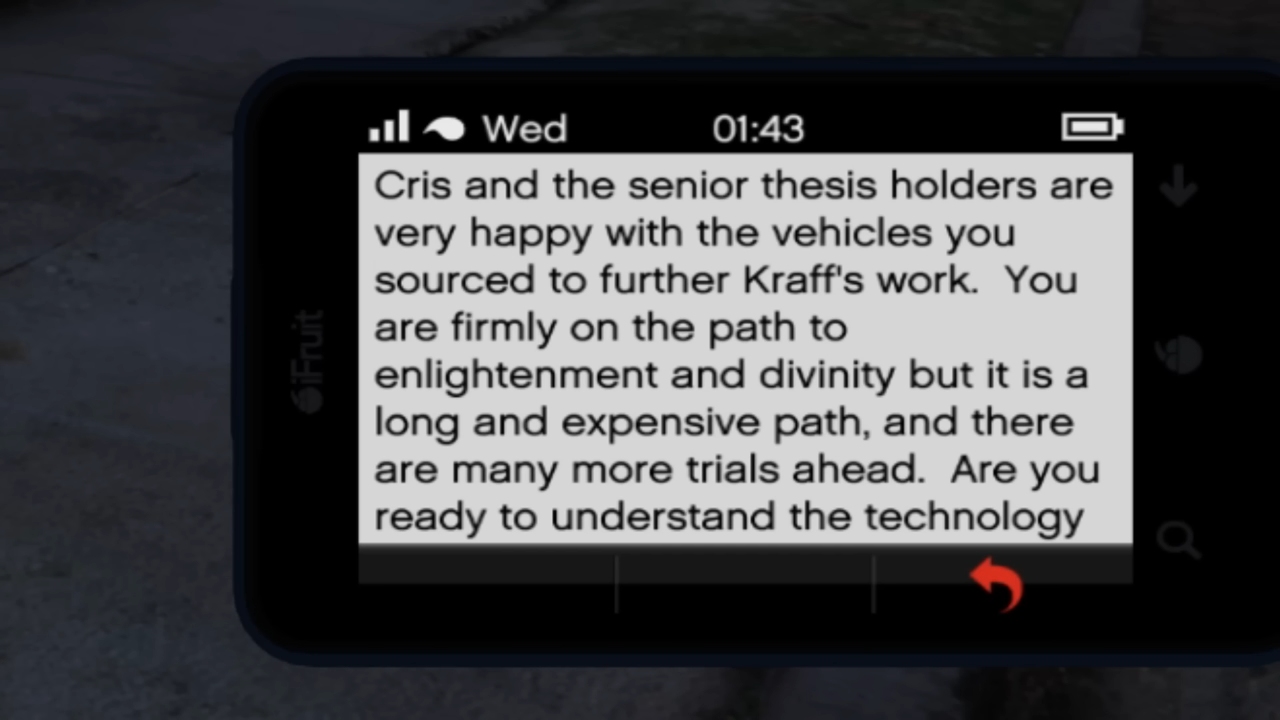 Wed 01:43
Cris and the senior thesis holders are
very happy with the vehicles you
sourced to further Kraff's work.  You
are firmly on the path to
enlightenment and divinity but it is a
long and expensive path, and there
are many more trials ahead.  Are you
ready to understand the technology
iFruit